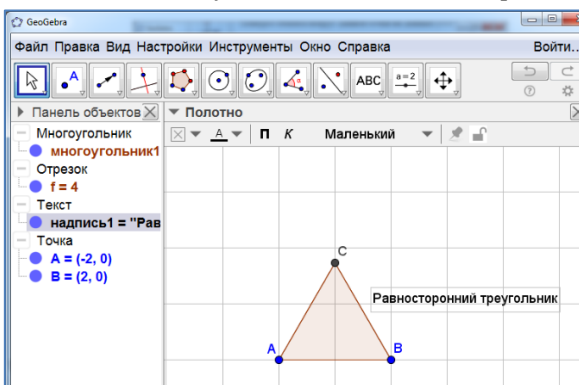 GeoGebra
Файл Правка Вид Настройки Инструменты Окно Справка Войти...
A ABC a=2
Панель объектов Полотно
Многоугольник A П К Маленький
многоугольник1
Отрезок
f = 4
Текст
надпись1 = "Рав
Точка
A = (-2, 0)
B = (2, 0)
C
Равносторонний треугольник
A B